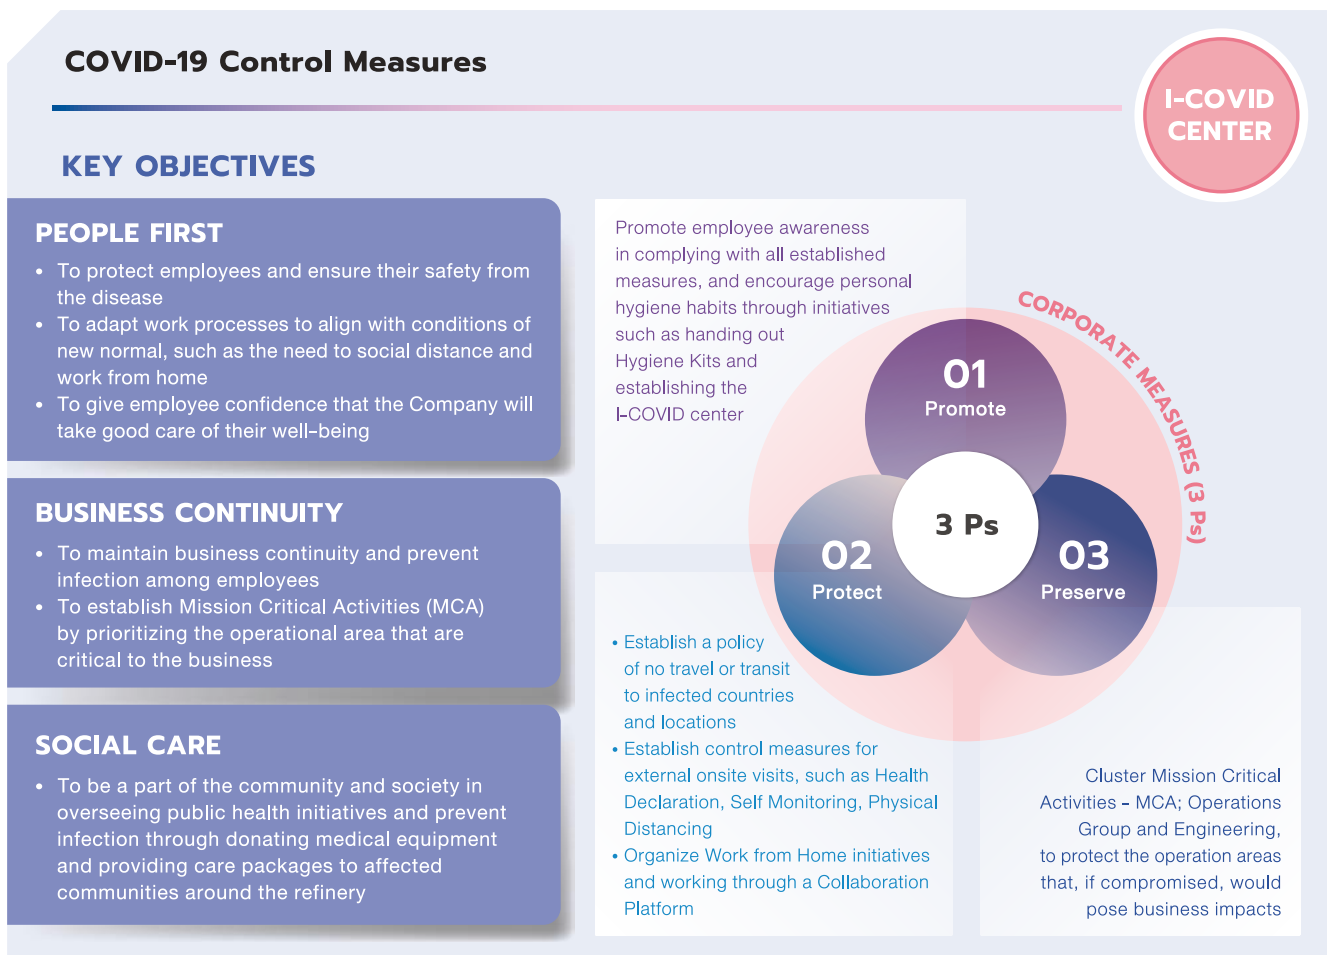 COVID-19 Control Measures
I-COVID
CENTER
KEY OBJECTIVES
PEOPLE FIRST
• To protect employees and ensure their safety from
the disease
• To adapt work processes to align with conditions of
new normal, such as the need to social distance and
work from home
• To give employee confidence that the Company will
take good care of their well-being
BUSINESS CONTINUITY
• To maintain business continuity and prevent
infection among employees
• To establish Mission Critical Activities (MCA)
by prioritizing the operational area that are
critical to the business
SOCIAL CARE
• To be a part of the community and society in
overseeing public health initiatives and prevent
infection through donating medical equipment
and providing care packages to affected
communities around the refinery
Promote employee awareness
in complying with all established
measures, and encourage personal
hygiene habits through initiatives
such as handing out
Hygiene Kits and
establishing the
I-COVID center
CORPORATE MEASURES (3 Ps)
01
Promote
3 Ps
02
Protect
03
Preserve
• Establish a policy
of no travel or transit
to infected countries
and locations
• Establish control measures for
external onsite visits, such as Health
Declaration, Self Monitoring, Physical
Distancing
• Organize Work from Home initiatives
and working through a Collaboration
Platform
Cluster Mission Critical
Activities - MCA; Operations
Group and Engineering,
to protect the operation areas
that, if compromised, would
pose business impacts